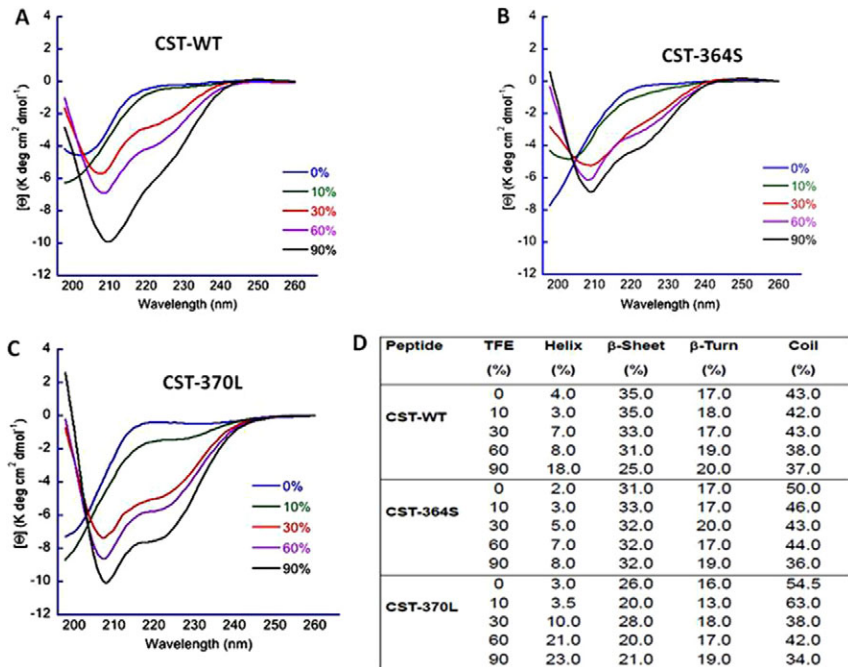 A
CST-WT
4
2
0
-2
-4
-6
-8
-10
-12
[Θ] (K deg cm² dmol⁻¹)
200 210 220 230 240 250 260
Wavelength (nm)
0%
10%
30%
60%
90%
B
CST-364S
4
2
0
-2
-4
-6
-8
-10
-12
[Θ] (K deg cm² dmol⁻¹)
200 210 220 230 240 250 260
Wavelength (nm)
0%
10%
30%
60%
90%
C
CST-370L
4
2
0
-2
-4
-6
-8
-10
-12
[Θ] (K deg cm² dmol⁻¹)
200 210 220 230 240 250 260
Wavelength (nm)
0%
10%
30%
60%
90%
D
Peptide TFE Helix β-Sheet β-Turn Coil
(%) (%) (%) (%) (%)
0 4.0 35.0 17.0 43.0
10 3.0 35.0 18.0 42.0
CST-WT
30 7.0 33.0 17.0 43.0
60 8.0 31.0 19.0 38.0
90 18.0 25.0 20.0 37.0
0 2.0 31.0 17.0 50.0
10 3.0 33.0 17.0 46.0
CST-364S
30 5.0 32.0 20.0 43.0
60 7.0 32.0 17.0 44.0
90 8.0 32.0 19.0 36.0
0 3.0 26.0 16.0 54.5
10 3.5 20.0 13.0 63.0
CST-370L
30 10.0 28.0 18.0 38.0
60 21.0 20.0 17.0 42.0
90 23.0 21.0 19.0 34.0